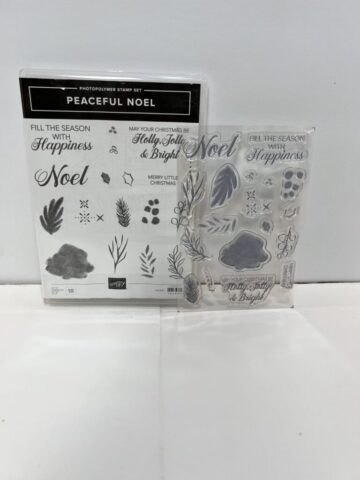 PHOTOPOLYMER STAMP SET
PEACEFUL NOEL
FILL THE SEASON
WITH
Happiness
MAY YOUR CHRISTMAS BE
Holly, Jolly
& Bright
Noel
MERRY LITTLE
CHRISTMAS
Noel
FILL THE SEASON
WITH
Happiness
MAY YOUR CHRISTMAS BE
Holly, Jolly
& Bright